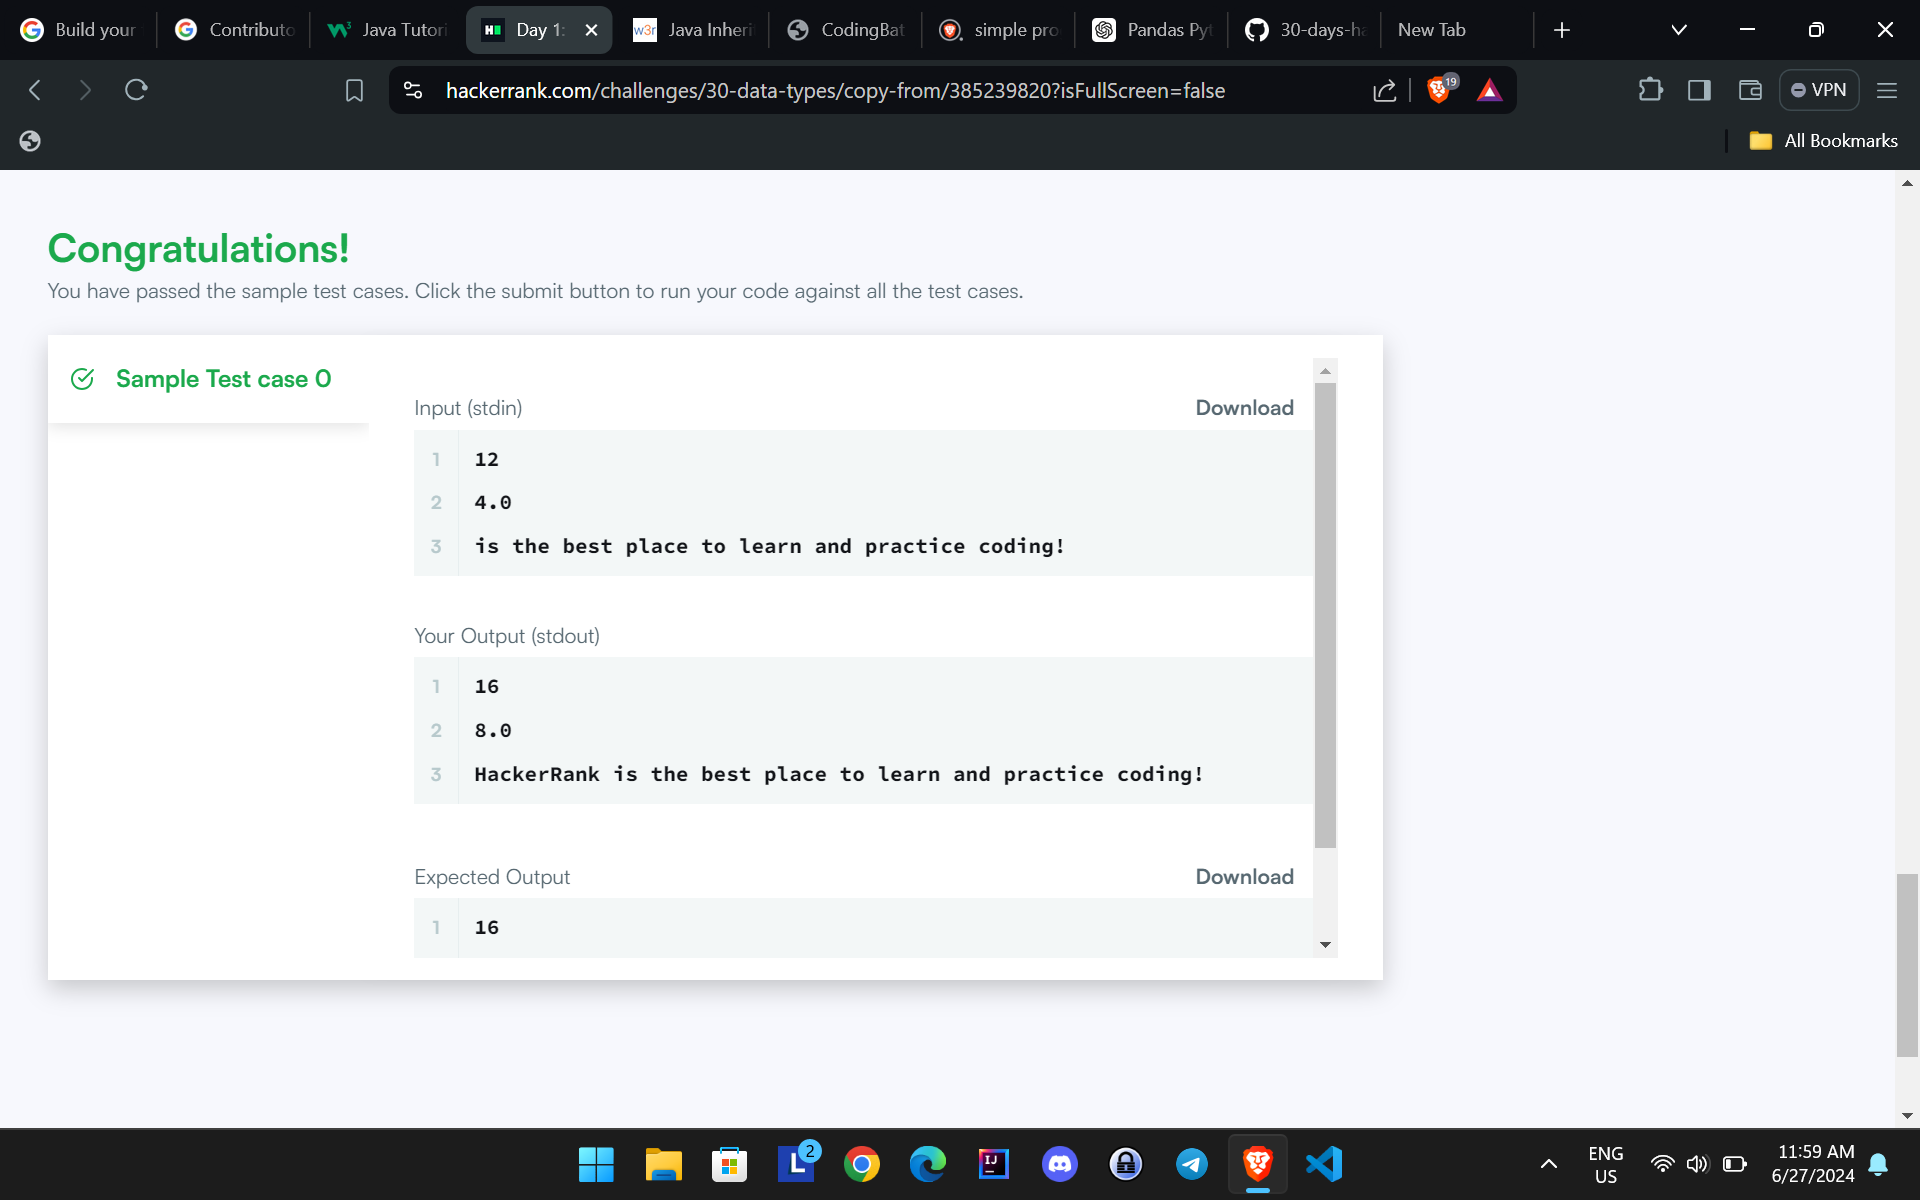 Build your
Contributo
Java Tutori
Day 1:
w3r
Java Inheri
CodingBat
simple pro
Pandas Pyt
30-days-ha
New Tab
hackerrank.com/challenges/30-data-types/copy-from/385239820?isFullScreen=false
19
VPN
All Bookmarks
Congratulations!
You have passed the sample test cases. Click the submit button to run your code against all the test cases.
Sample Test case 0
Input (stdin)
Download
1 12
2 4.0
3 is the best place to learn and practice coding!
Your Output (stdout)
1 16
2 8.0
3 HackerRank is the best place to learn and practice coding!
Expected Output
Download
1 16
L
2
IJ
ENG
US
11:59 AM
6/27/2024